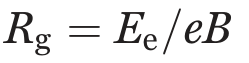 R_g = E_e/eB